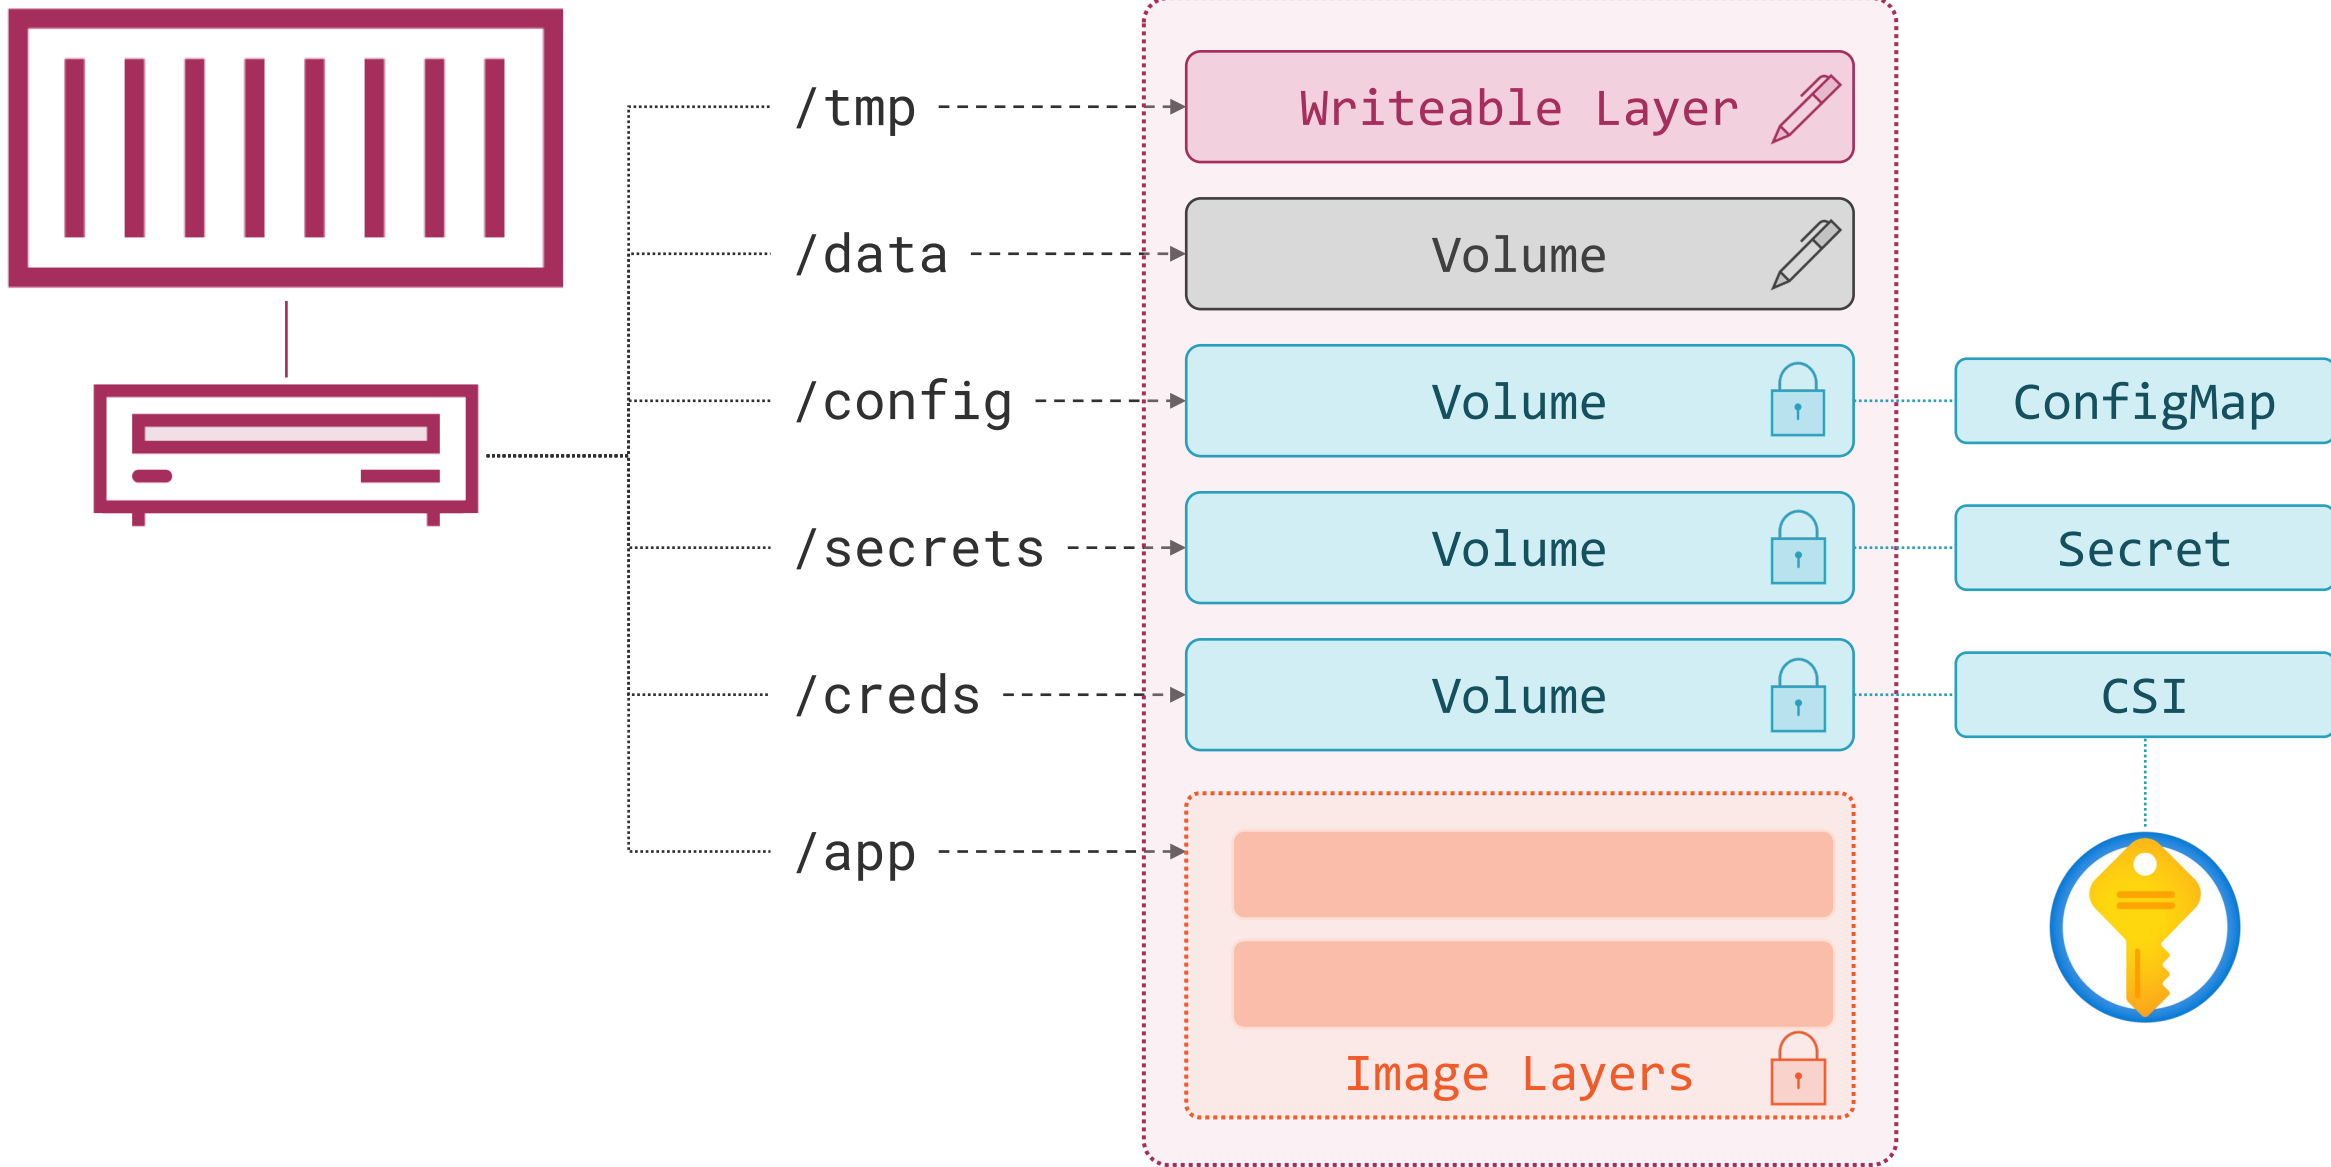 /tmp
Writeable Layer
/data
Volume
/config
Volume
ConfigMap
/secrets
Volume
Secret
/creds
Volume
CSI
/app
Image Layers